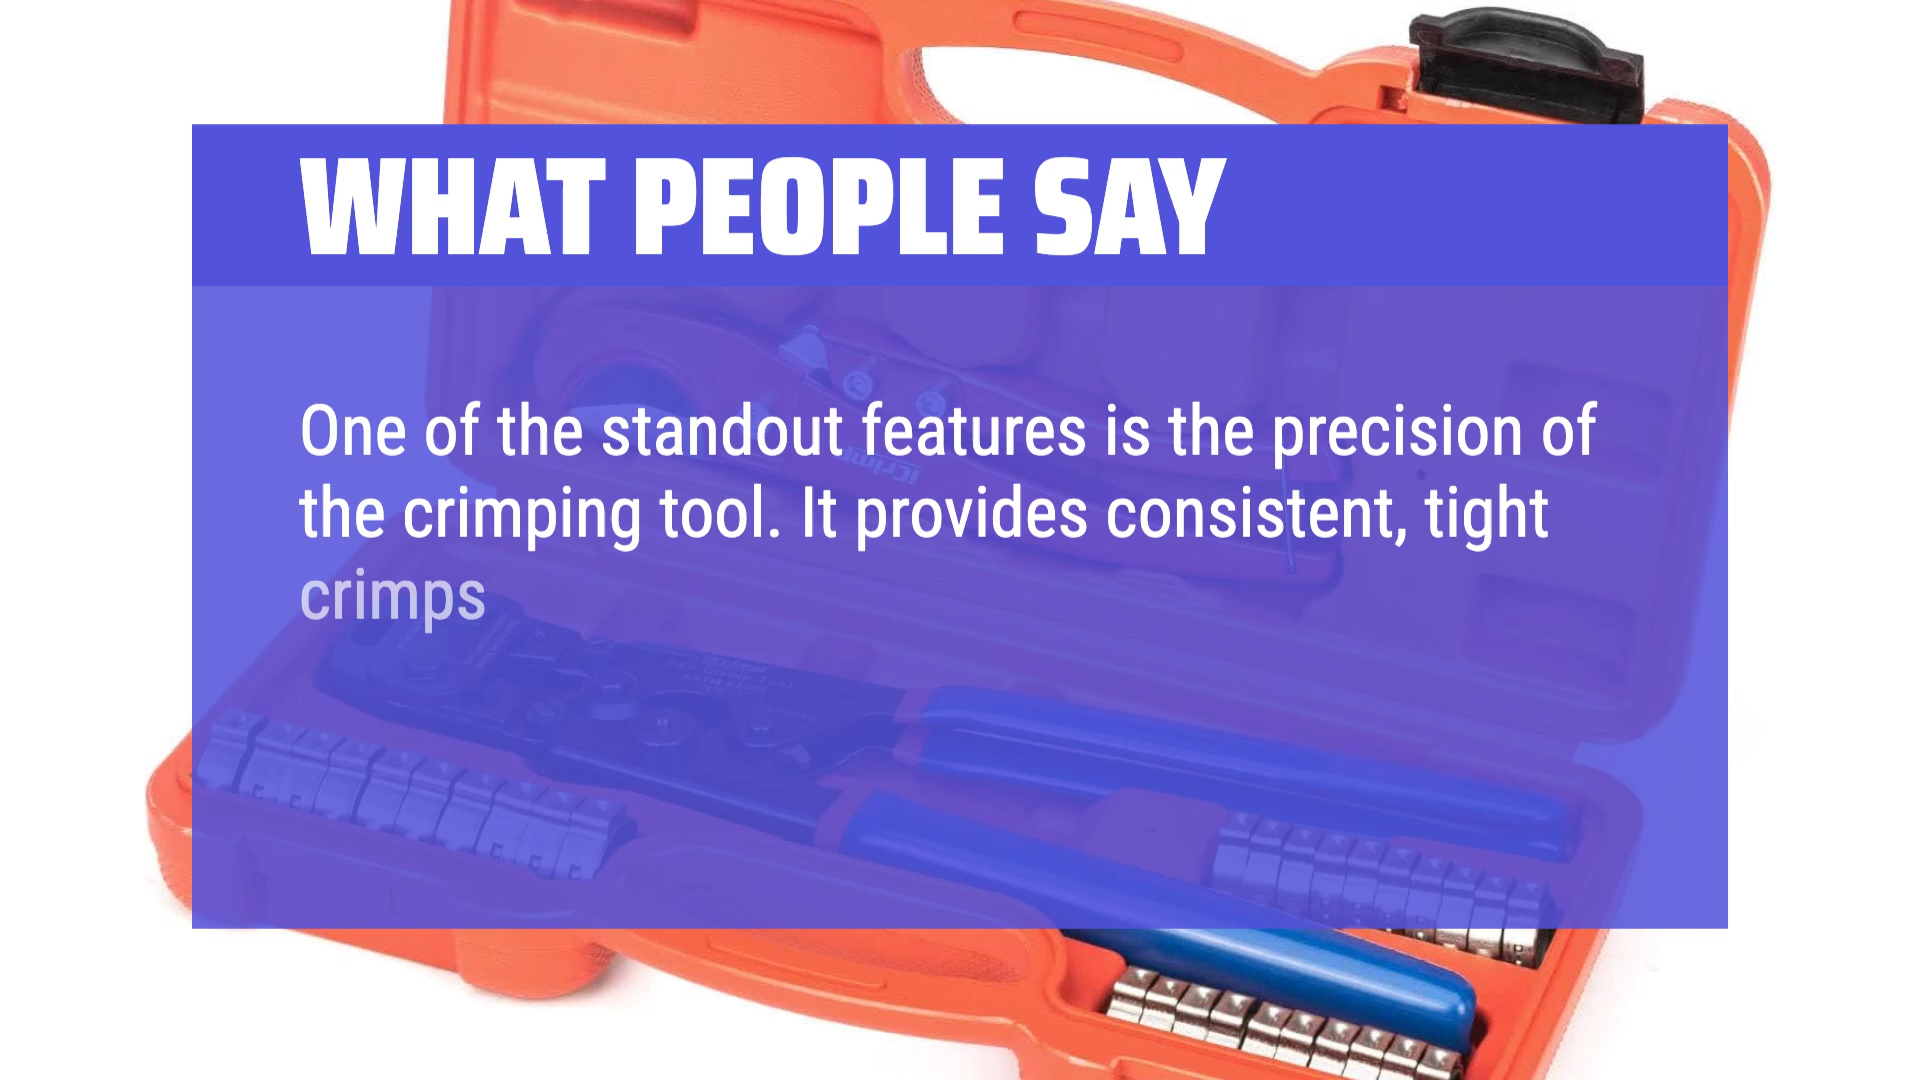 WHAT PEOPLE SAY
One of the standout features is the precision of
the crimping tool. It provides consistent, tight
crimps
iCrimp